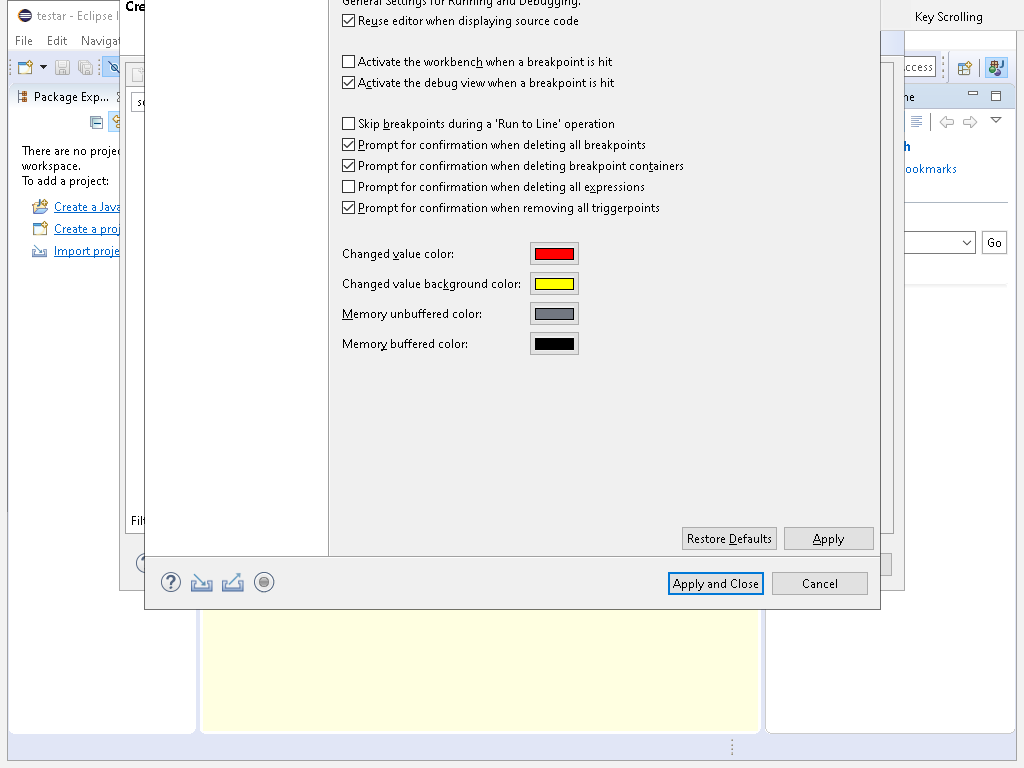 testar - Eclipse I
Cre
General Settings for Running and Debugging.
Key Scrolling
File Edit Navigat
Reuse editor when displaying source code
Activate the workbench when a breakpoint is hit
ccess
Activate the debug view when a breakpoint is hit
Package Exp...
ne
Skip breakpoints during a 'Run to Line' operation
There are no projec
workspace.
To add a project:
Prompt for confirmation when deleting all breakpoints
h
Prompt for confirmation when deleting breakpoint containers
ookmarks
Prompt for confirmation when deleting all expressions
Prompt for confirmation when removing all triggerpoints
Create a Java
Create a proj
Import proje
Go
Changed value color:
Changed value background color:
Memory unbuffered color:
Memory buffered color:
Filt
Restore Defaults Apply
Apply and Close Cancel